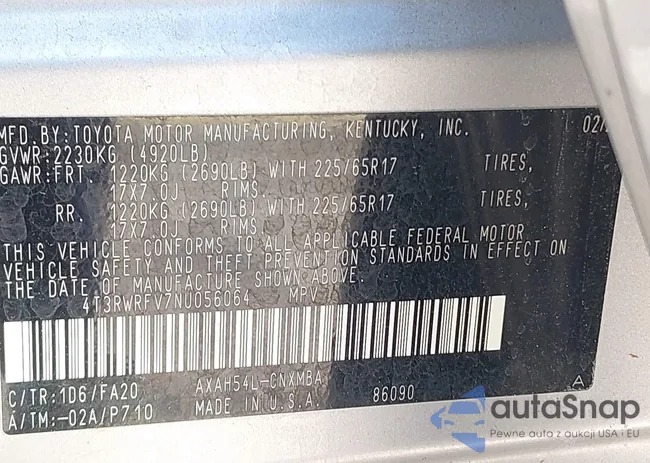 MFD.BY:TOYOTA MOTOR MANUFACTURING, KENTUCKY, INC. 02/
GVWR:2230KG (4920LB)
GAWR:FRT. 1220KG (2690LB) WITH 225/65R17 TIRES,
17X7.0J RIMS,
RR. 1220KG (2690LB) WITH 225/65R17 TIRES,
17X7.0J RIMS,
THIS VEHICLE CONFORMS TO ALL APPLICABLE FEDERAL MOTOR
VEHICLE SAFETY AND THEFT PREVENTION STANDARDS IN EFFECT ON
THE DATE OF MANUFACTURE SHOWN ABOVE.
4T3RWRFV7NU056064 MPV
C/TR:1D6/FA20 AXAH54L-CNXMBA
A/TM:-02A/P710 MADE IN U.S.A. 86090 A
autaSnap
Pewne auta z aukcji USA i EU